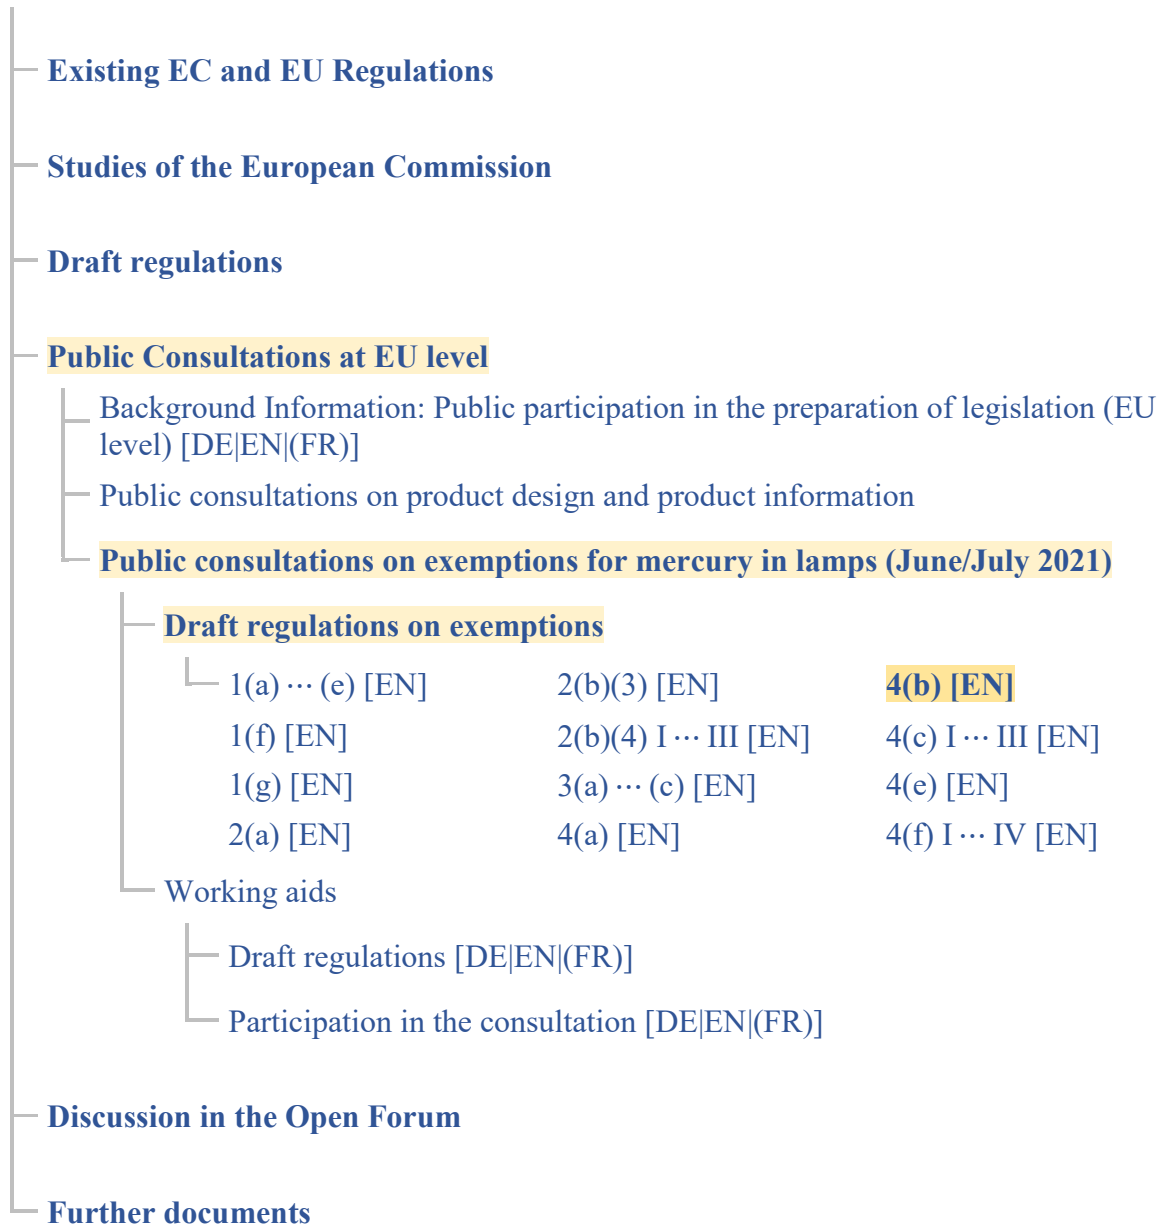 Existing EC and EU Regulations
Studies of the European Commission
Draft regulations
Public Consultations at EU level
Background Information: Public participation in the preparation of legislation (EU
level) [DE|EN|(FR)]
Public consultations on product design and product information
Public consultations on exemptions for mercury in lamps (June/July 2021)
Draft regulations on exemptions
1(a) ··· (e) [EN] 2(b)(3) [EN] 4(b) [EN]
1(f) [EN] 2(b)(4) I ··· III [EN] 4(c) I ··· III [EN]
1(g) [EN] 3(a) ··· (c) [EN] 4(e) [EN]
2(a) [EN] 4(a) [EN] 4(f) I ··· IV [EN]
Working aids
Draft regulations [DE|EN|(FR)]
Participation in the consultation [DE|EN|(FR)]
Discussion in the Open Forum
Further documents